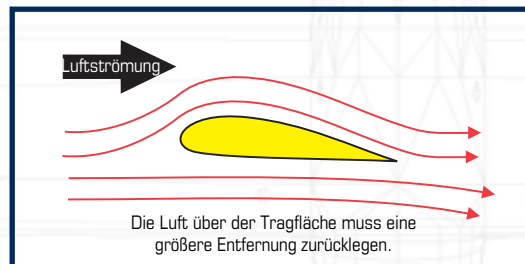 Luftströmung
Die Luft über der Tragfläche muss eine
größere Entfernung zurücklegen.